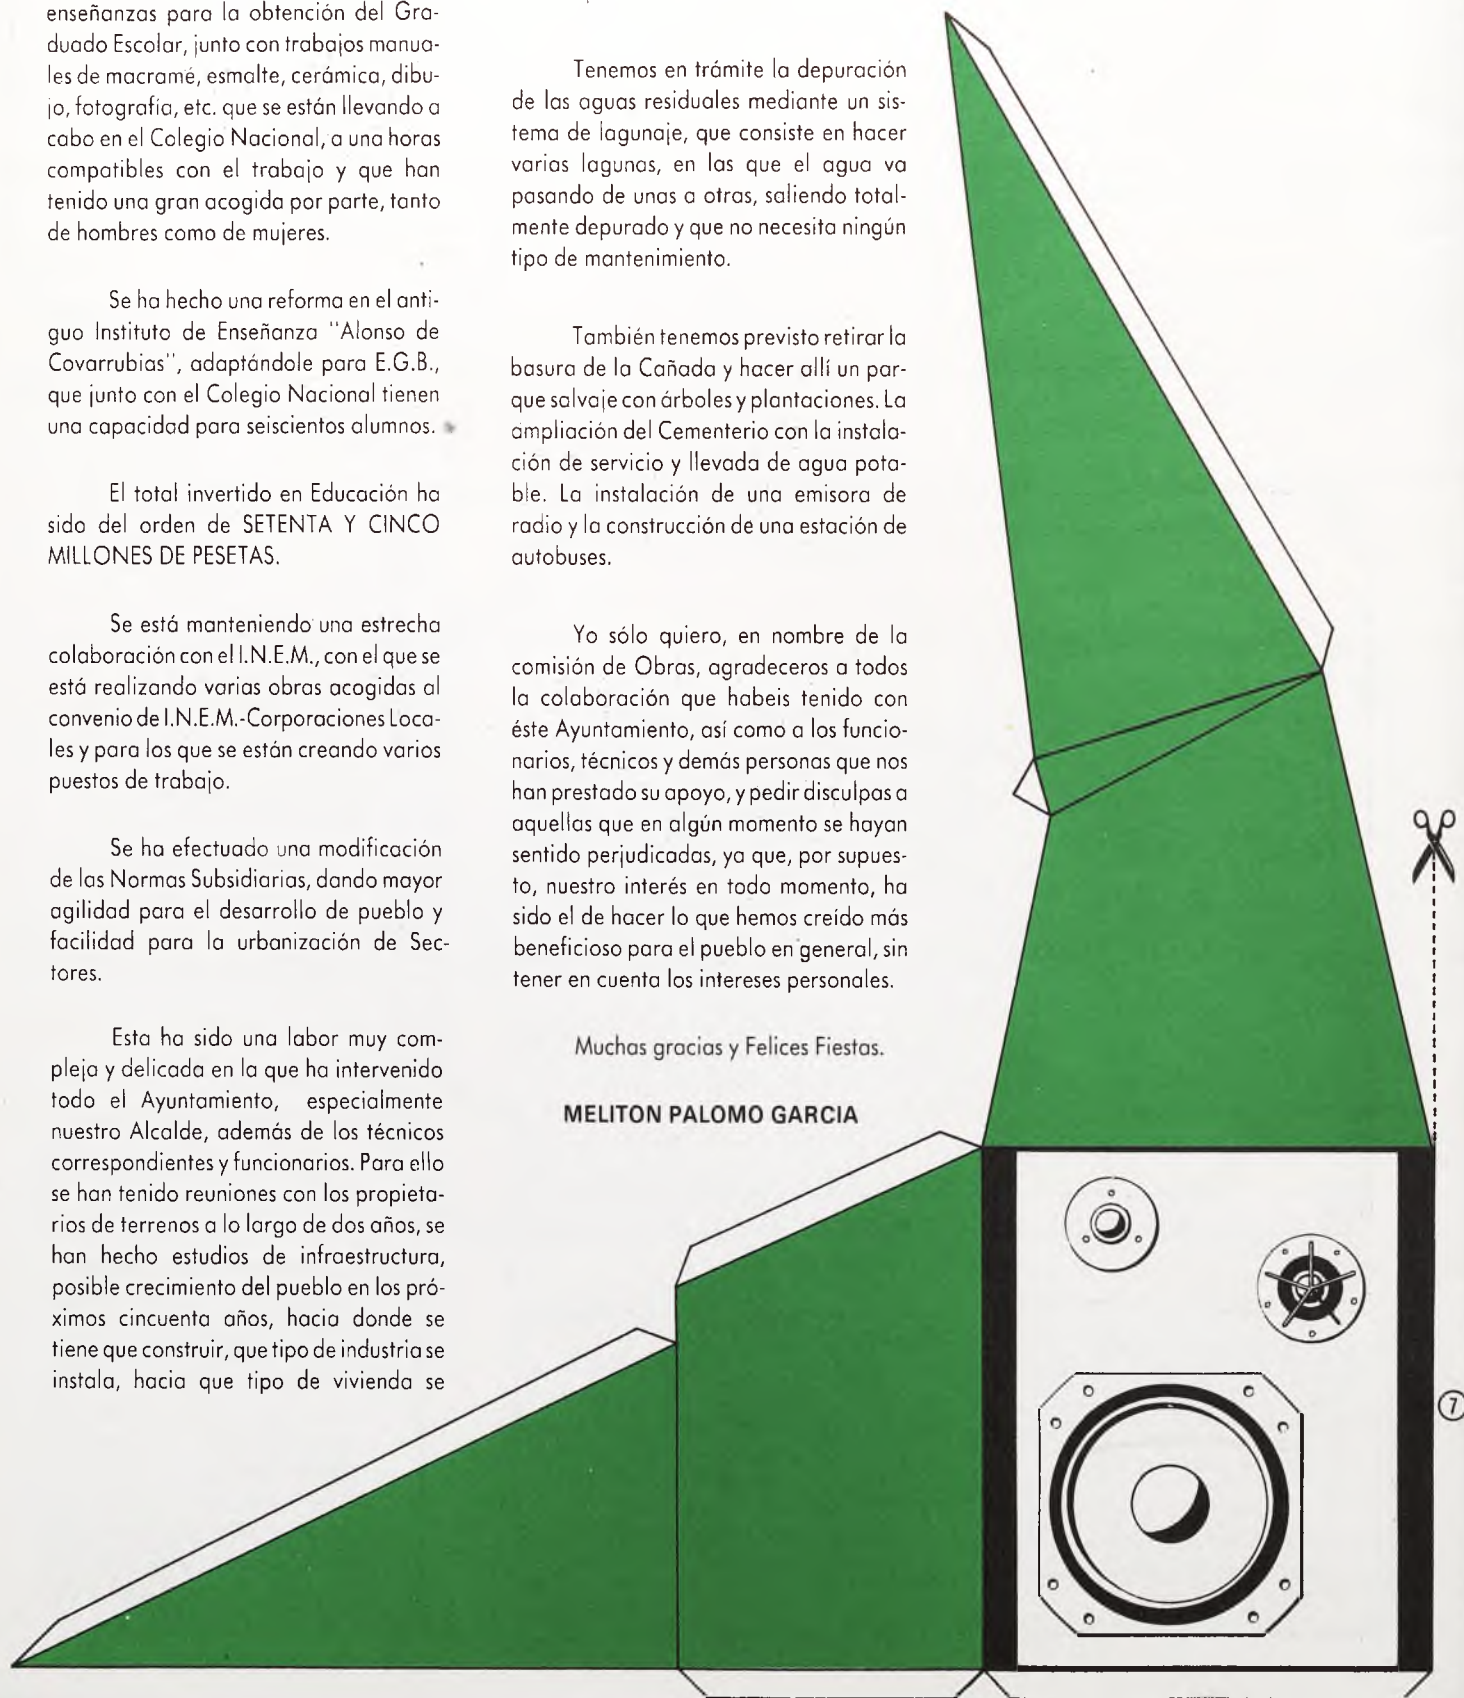 enseñanzas para la obtención del Gra-
duado Escolar, junto con trabajos manua-
les de macramé, esmalte, cerámica, dibu-
jo, fotografía, etc. que se están llevando a
cabo en el Colegio Nacional, a una horas
compatibles con el trabajo y que han
tenido una gran acogida por parte, tanto
de hombres como de mujeres.
Se ha hecho una reforma en el anti-
guo Instituto de Enseñanza "Alonso de
Covarrubias", adaptándole para E.G.B.,
que junto con el Colegio Nacional tienen
una capacidad para seiscientos alumnos.
El total invertido en Educación ha
sido del orden de SETENTA Y CINCO
MILLONES DE PESETAS.
Se está manteniendo una estrecha
colaboración con el I.N.E.M., con el que se
está realizando varias obras acogidas al
convenio de I.N.E.M.-Corporaciones Loca-
les y para los que se están creando varios
puestos de trabajo.
Se ha efectuado una modificación
de las Normas Subsidiarias, dando mayor
agilidad para el desarrollo de pueblo y
facilidad para la urbanización de Sec-
tores.
Esta ha sido una labor muy com-
pleja y delicada en la que ha intervenido
todo el Ayuntamiento, especialmente
nuestro Alcalde, además de los técnicos
correspondientes y funcionarios. Para ello
se han tenido reuniones con los propieta-
rios de terrenos a lo largo de dos años, se
han hecho estudios de infraestructura,
posible crecimiento del pueblo en los pró-
ximos cincuenta años, hacia donde se
tiene que construir, que tipo de industria se
instala, hacia que tipo de vivienda se
Tenemos en trámite la depuración
de las aguas residuales mediante un sis-
tema de lagunaje, que consiste en hacer
varias lagunas, en las que el agua va
pasando de unas a otras, saliendo total-
mente depurado y que no necesita ningún
tipo de mantenimiento.
También tenemos previsto retirar la
basura de la Cañada y hacer allí un par-
que salvaje con árboles y plantaciones. La
ampliación del Cementerio con la instala-
ción de servicio y llevada de agua pota-
ble. La instalación de una emisora de
radio y la construcción de una estación de
autobuses.
Yo sólo quiero, en nombre de la
comisión de Obras, agradeceros a todos
la colaboración que habeis tenido con
éste Ayuntamiento, así como a los funcio-
narios, técnicos y demás personas que nos
han prestado su apoyo, y pedir disculpas a
aquellas que en algún momento se hayan
sentido perjudicadas, ya que, por supues-
to, nuestro interés en todo momento, ha
sido el de hacer lo que hemos creído más
beneficioso para el pueblo en general, sin
tener en cuenta los intereses personales.
Muchas gracias y Felices Fiestas.
MELITON PALOMO GARCIA
7